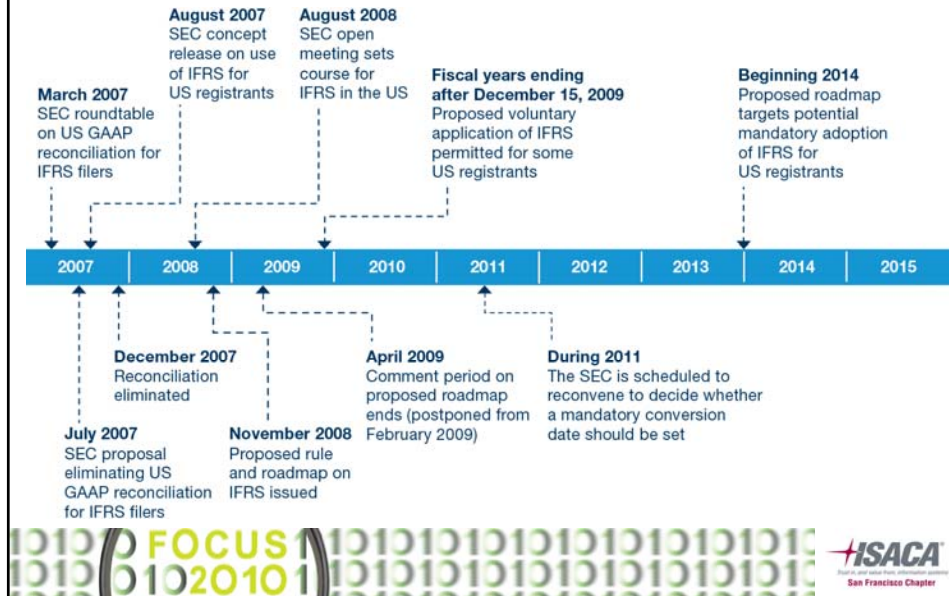 August 2007
SEC concept
release on use
of IFRS for
US registrants
August 2008
SEC open
meeting sets
course for
IFRS in the US
March 2007
SEC roundtable
on US GAAP
reconciliation for
IFRS filers
Fiscal years ending
after December 15, 2009
Proposed voluntary
application of IFRS
permitted for some
US registrants
Beginning 2014
Proposed roadmap
targets potential
mandatory adoption
of IFRS for
US registrants
2007 2008 2009 2010 2011 2012 2013 2014 2015
December 2007
Reconciliation
eliminated
April 2009
Comment period on
proposed roadmap
ends (postponed from
February 2009)
During 2011
The SEC is scheduled to
reconvene to decide whether
a mandatory conversion
date should be set
July 2007
SEC proposal
eliminating US
GAAP reconciliation
for IFRS filers
November 2008
Proposed rule
and roadmap on
IFRS issued
FOCUS
2010
ISACA
Trust in, and value from, information systems
San Francisco Chapter